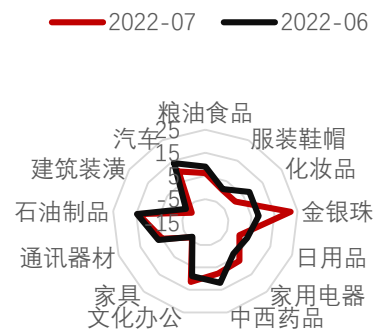 2022-07 2022-06
粮油食品
25
汽车 服装鞋帽
15
建筑装潢 化妆品
5
石油制品 金银珠
-5
15
通讯器材 日用品
家具 家用电器
文化办公 中西药品